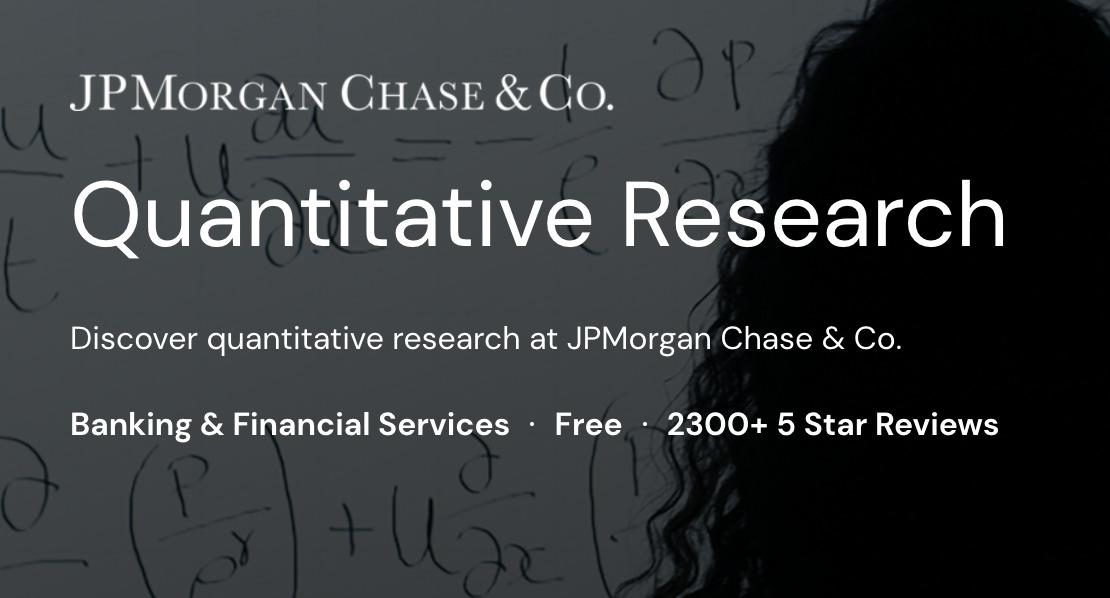 JPMORGAN CHASE & CO.
Quantitative Research
Discover quantitative research at JPMorgan Chase & Co.
Banking & Financial Services · Free · 2300+ 5 Star Reviews